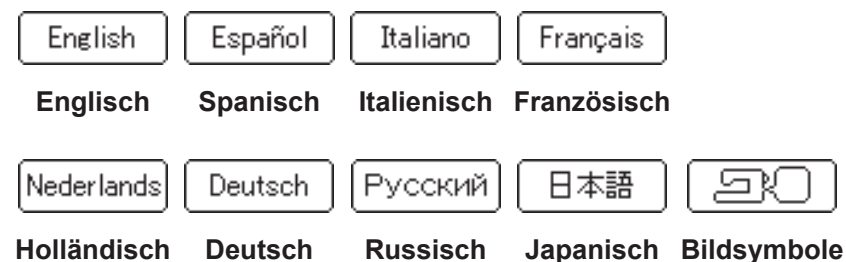 English Español Italiano Français
Englisch Spanisch Italienisch Französisch
Nederlands Deutsch Русский 日本語
Holländisch Deutsch Russisch Japanisch Bildsymbole